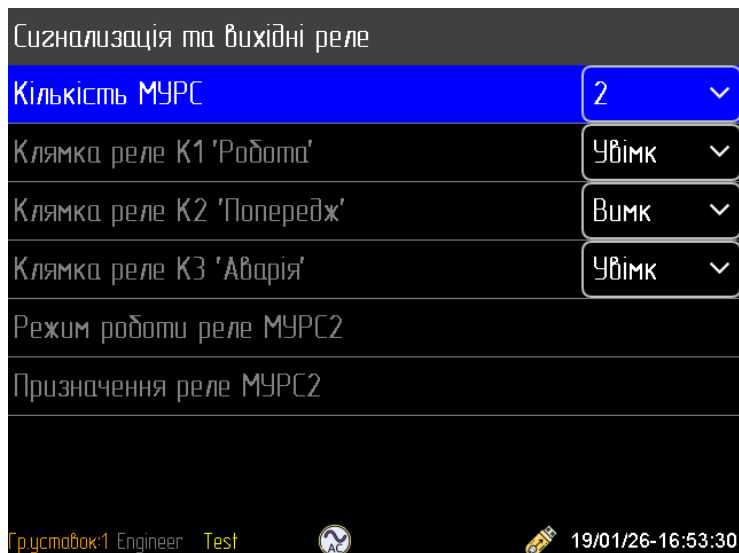 Сигналізація та вихідні реле
Кількість МУРС 2
Клямка реле К1 'Робота' Увімк
Клямка реле К2 'Попередж' Вимк
Клямка реле К3 'Аварія' Увімк
Режим роботи реле МУРС2
Призначення реле МУРС2
Гр.уставок:1 Engineer Test AC 19/01/26-16:53:30